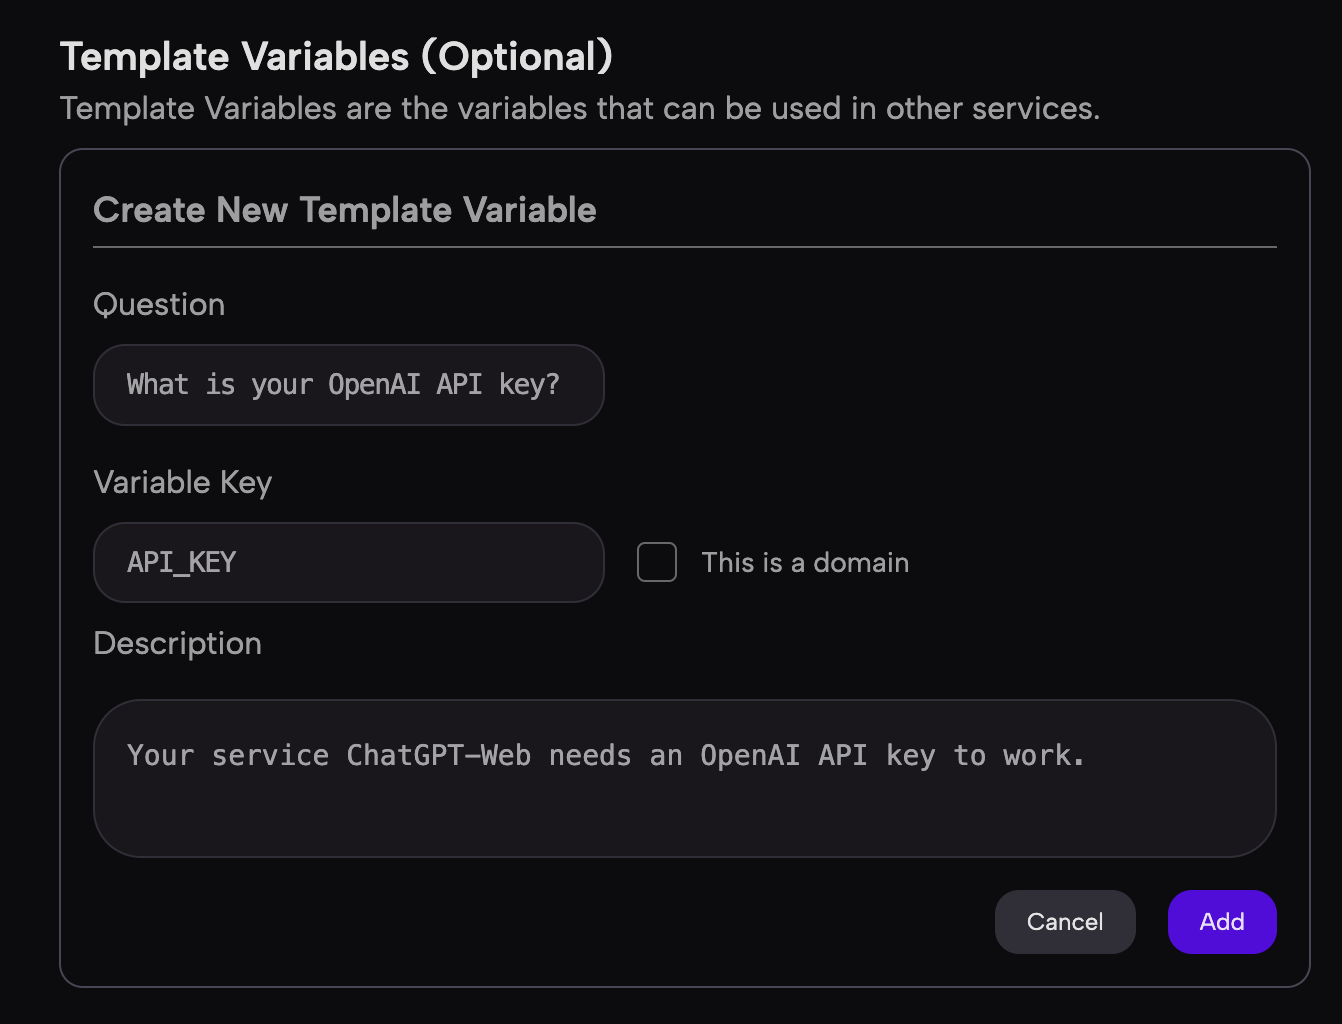 Template Variables (Optional)
Template Variables are the variables that can be used in other services.
Create New Template Variable
Question
What is your OpenAI API key?
Variable Key
API_KEY
This is a domain
Description
Your service ChatGPT-Web needs an OpenAI API key to work.
Cancel
Add